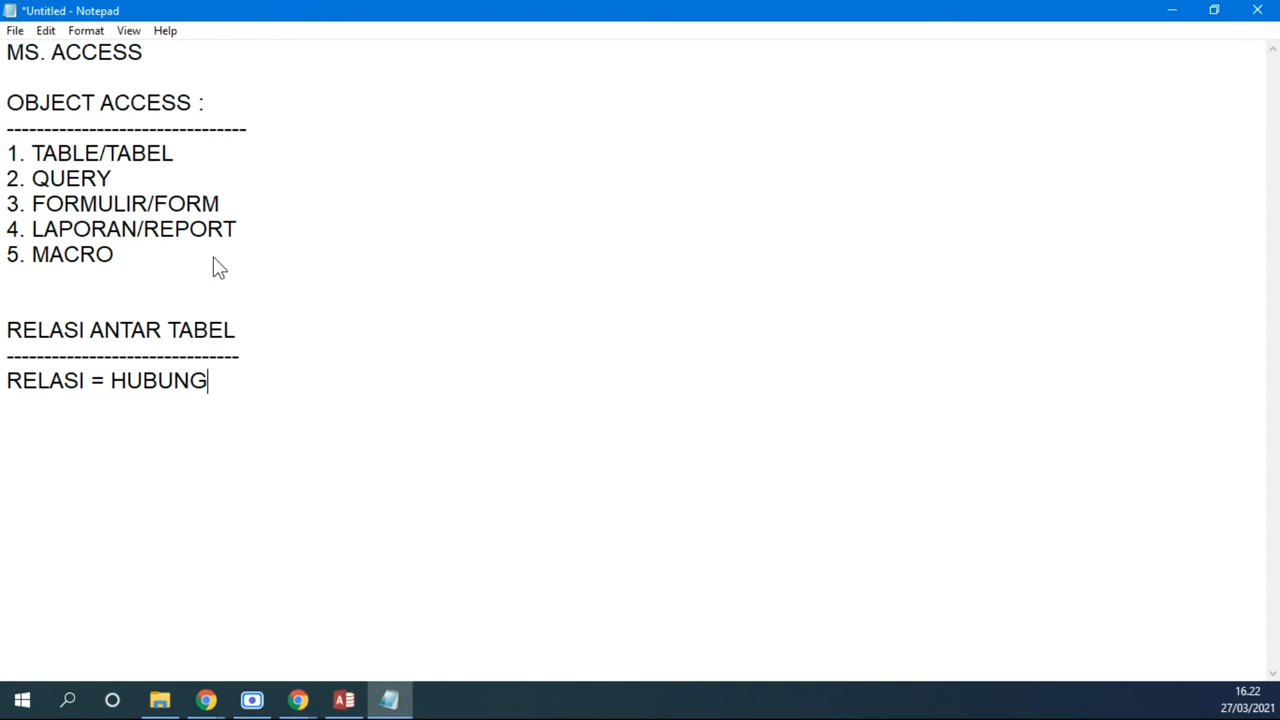 *Untitled - Notepad
File Edit Format View Help
MS. ACCESS
OBJECT ACCESS :
--------------------------------
1. TABLE/TABEL
2. QUERY
3. FORMULIR/FORM
4. LAPORAN/REPORT
5. MACRO
RELASI ANTAR TABEL
-------------------------------
RELASI = HUBUNG
16.22
27/03/2021